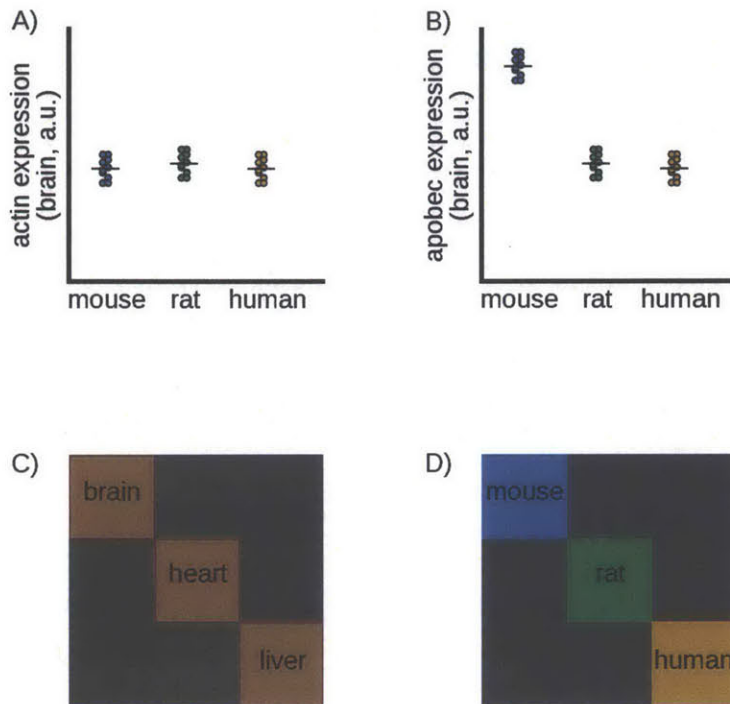 A)
actin expression
(brain, a.u.)
mouse rat human
B)
apobec expression
(brain, a.u.)
mouse rat human
C)
brain
heart
liver
D)
mouse
rat
human